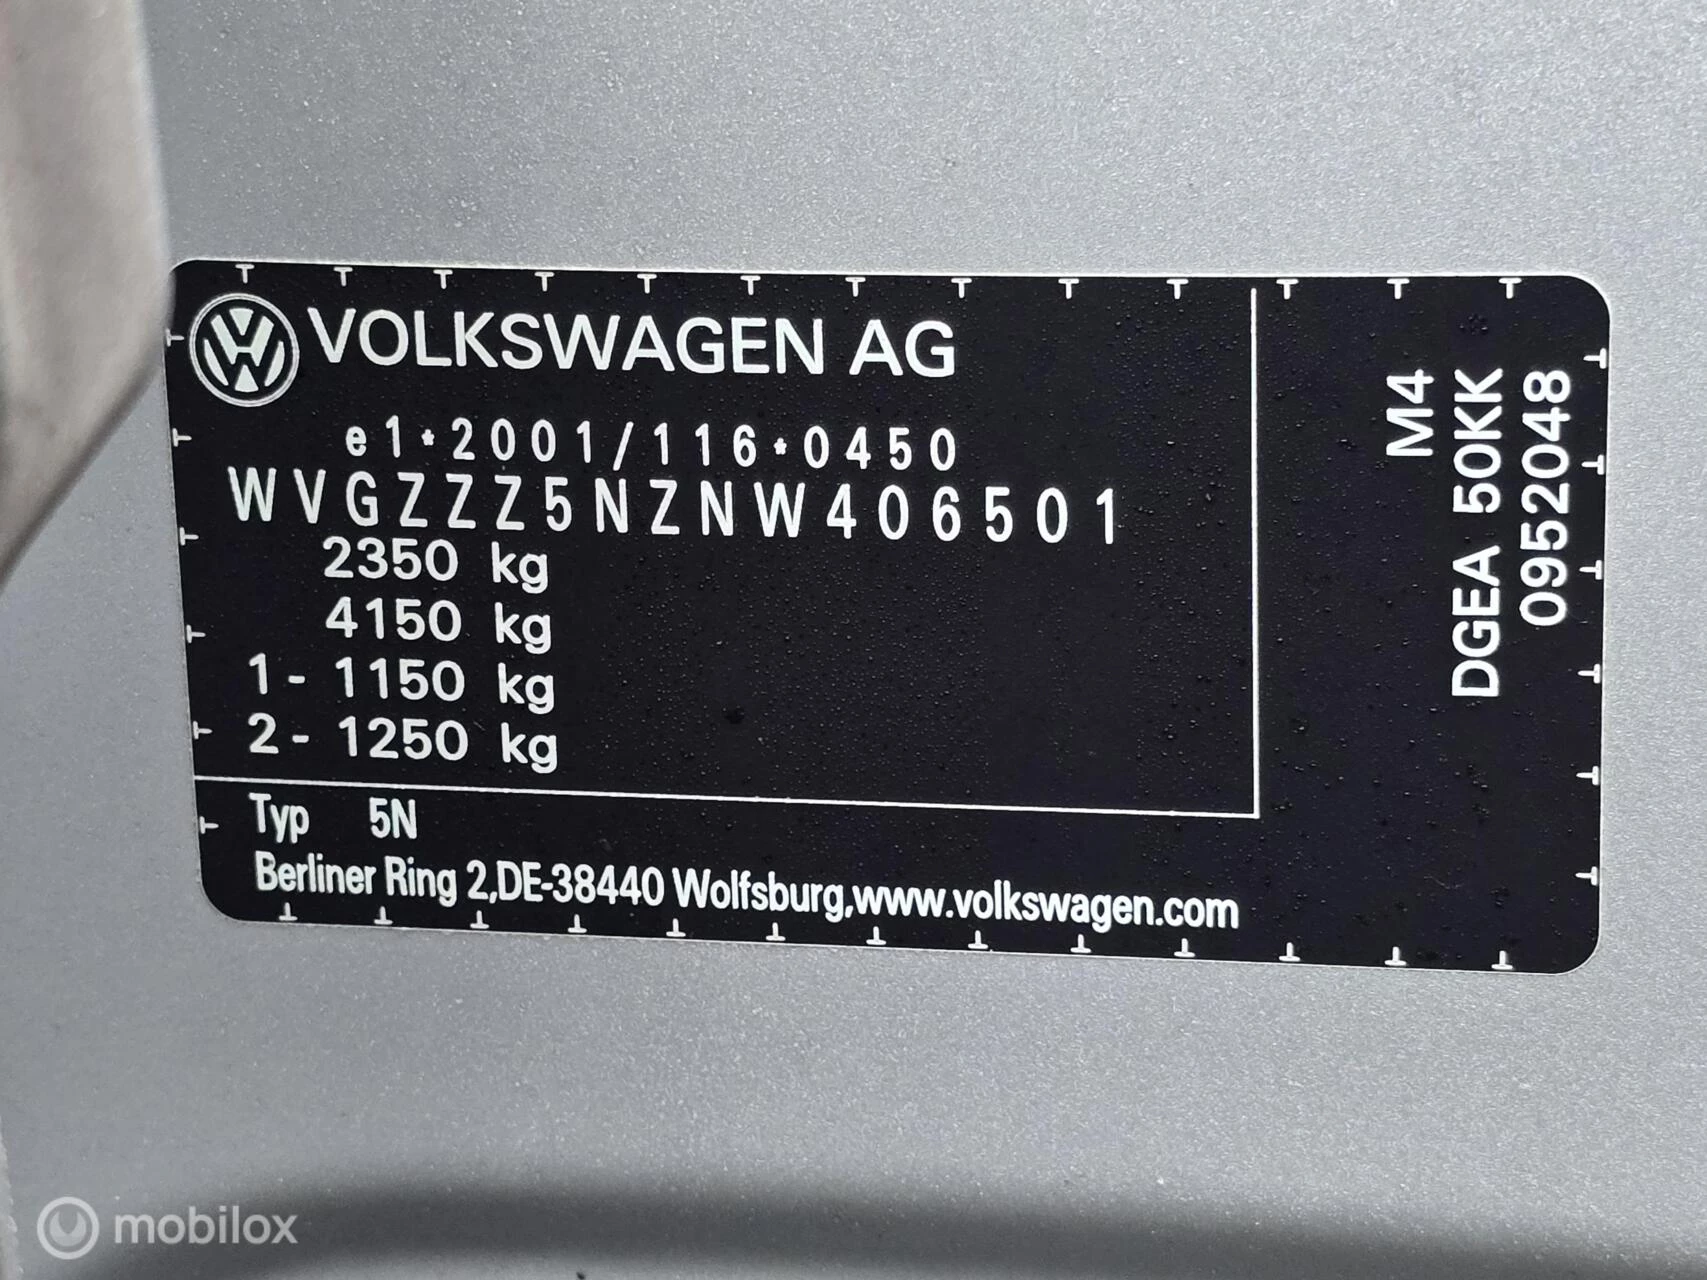 VOLKSWAGEN AG
e1*2001/116*0450
WVGZZZ5NZNW406501
2350 kg
4150 kg
1- 1150 kg
2- 1250 kg
Typ 5N
Berliner Ring 2,DE-38440 Wolfsburg,www.volkswagen.com
M4
DGEA 50KK
0952048
mobilox